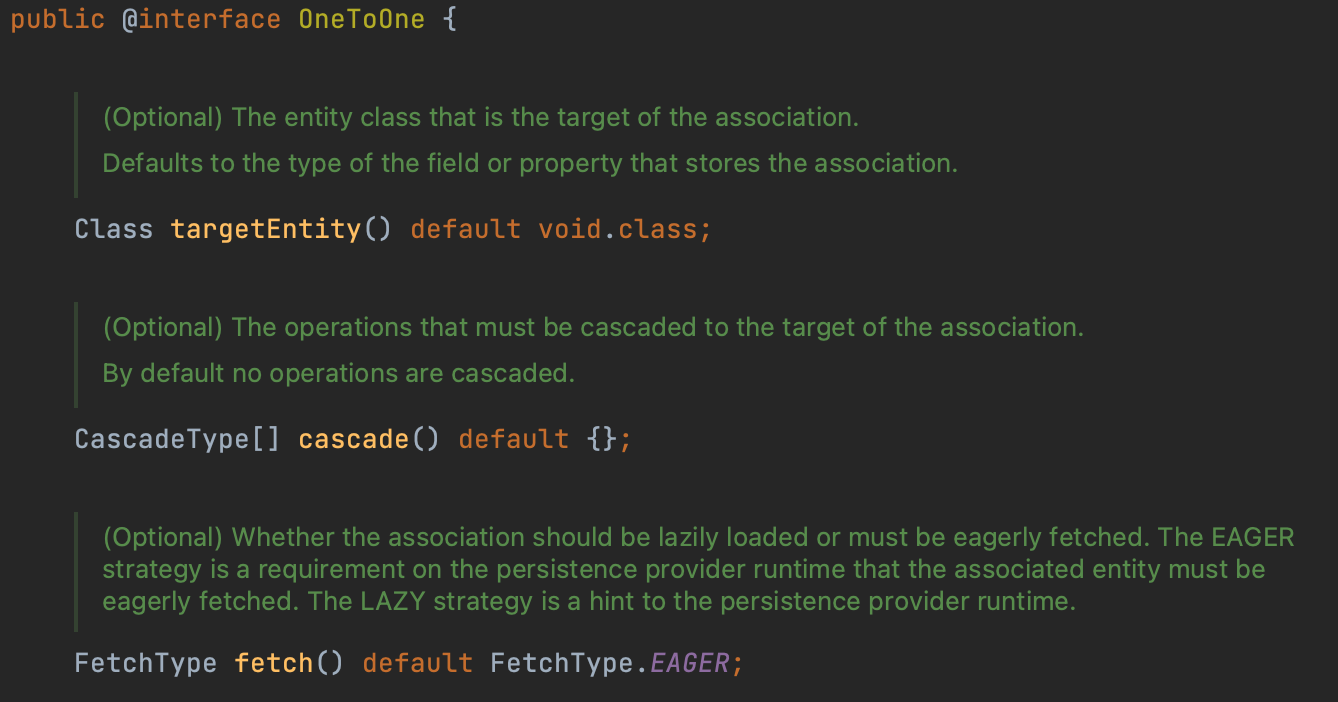 public @interface OneToOne {
(Optional) The entity class that is the target of the association.
Defaults to the type of the field or property that stores the association.
Class targetEntity() default void.class;
(Optional) The operations that must be cascaded to the target of the association.
By default no operations are cascaded.
CascadeType[] cascade() default {};
(Optional) Whether the association should be lazily loaded or must be eagerly fetched. The EAGER
strategy is a requirement on the persistence provider runtime that the associated entity must be
eagerly fetched. The LAZY strategy is a hint to the persistence provider runtime.
FetchType fetch() default FetchType.EAGER;